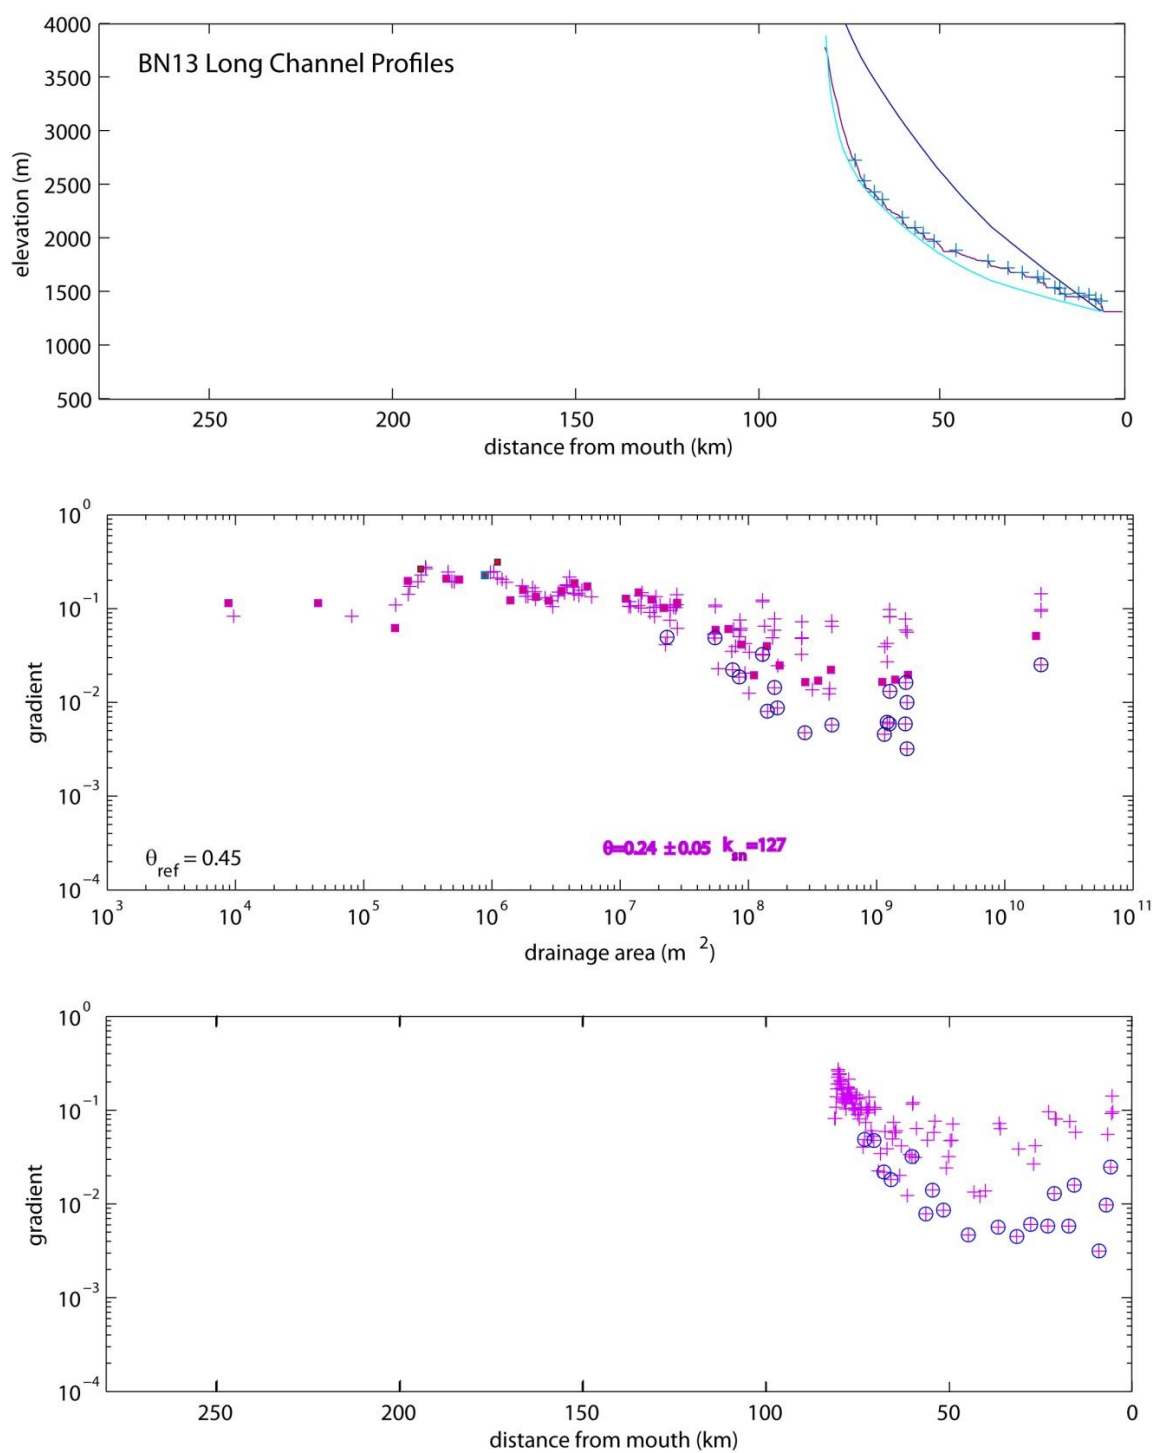 BN13 Long Channel Profiles
4000
3500
3000
2500
2000
1500
1000
500
elevation (m)
250 200 150 100 50 0
distance from mouth (km)
10^0
10^-1
10^-2
10^-3
10^-4
gradient
θref = 0.45
θ=0.24 ±0.05 ksn=127
10^3 10^4 10^5 10^6 10^7 10^8 10^9 10^10 10^11
drainage area (m^2)
10^0
10^-1
10^-2
10^-3
10^-4
gradient
250 200 150 100 50 0
distance from mouth (km)